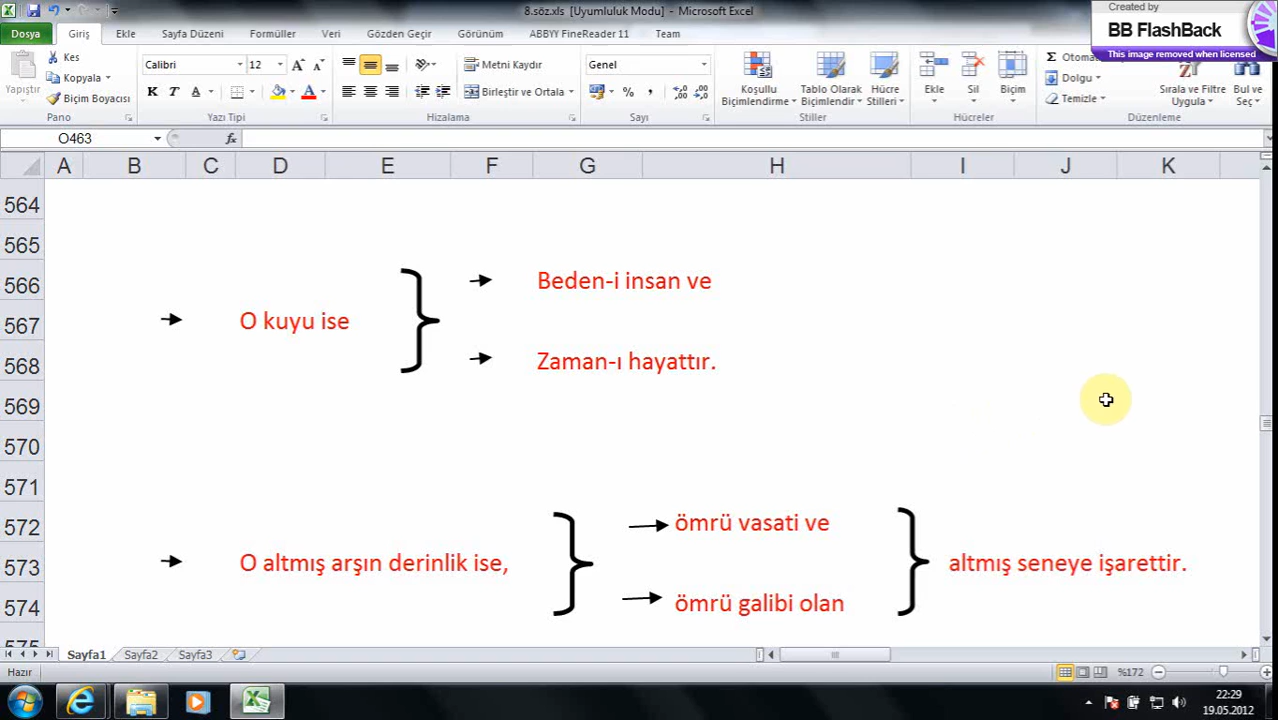 8.söz.xls [Uyumluluk Modu] - Microsoft Excel
Created by
BB FlashBack
This image removed when licensed
Dosya Giriş Ekle Sayfa Düzeni Formüller Veri Gözden Geçir Görünüm ABBYY FineReader 11 Team
Yapıştır
Kes
Kopyala
Biçim Boyacısı
Calibri 12
K T A
Metni Kaydır
Birleştir ve Ortala
Genel
%
Koşullu Biçimlendirme
Tablo Olarak Biçimlendir
Hücre Stilleri
Ekle
Sil
Biçim
Σ Otoma
Dolgu
Temizle
Sırala ve Filtre Uygula
Bul ve Seç
Pano Yazı Tipi Hizalama Sayı Stiller Hücreler Düzenleme
O463 fx
A B C D E F G H I J K
564
565
566 Beden-i insan ve
567 O kuyu ise
568 Zaman-ı hayattır.
569
570
571
572 ömrü vasati ve
573 O altmış arşın derinlik ise, altmış seneye işarettir.
574 ömrü galibi olan
575
Sayfa1 Sayfa2 Sayfa3
Hazır %172
22:29
19.05.2012